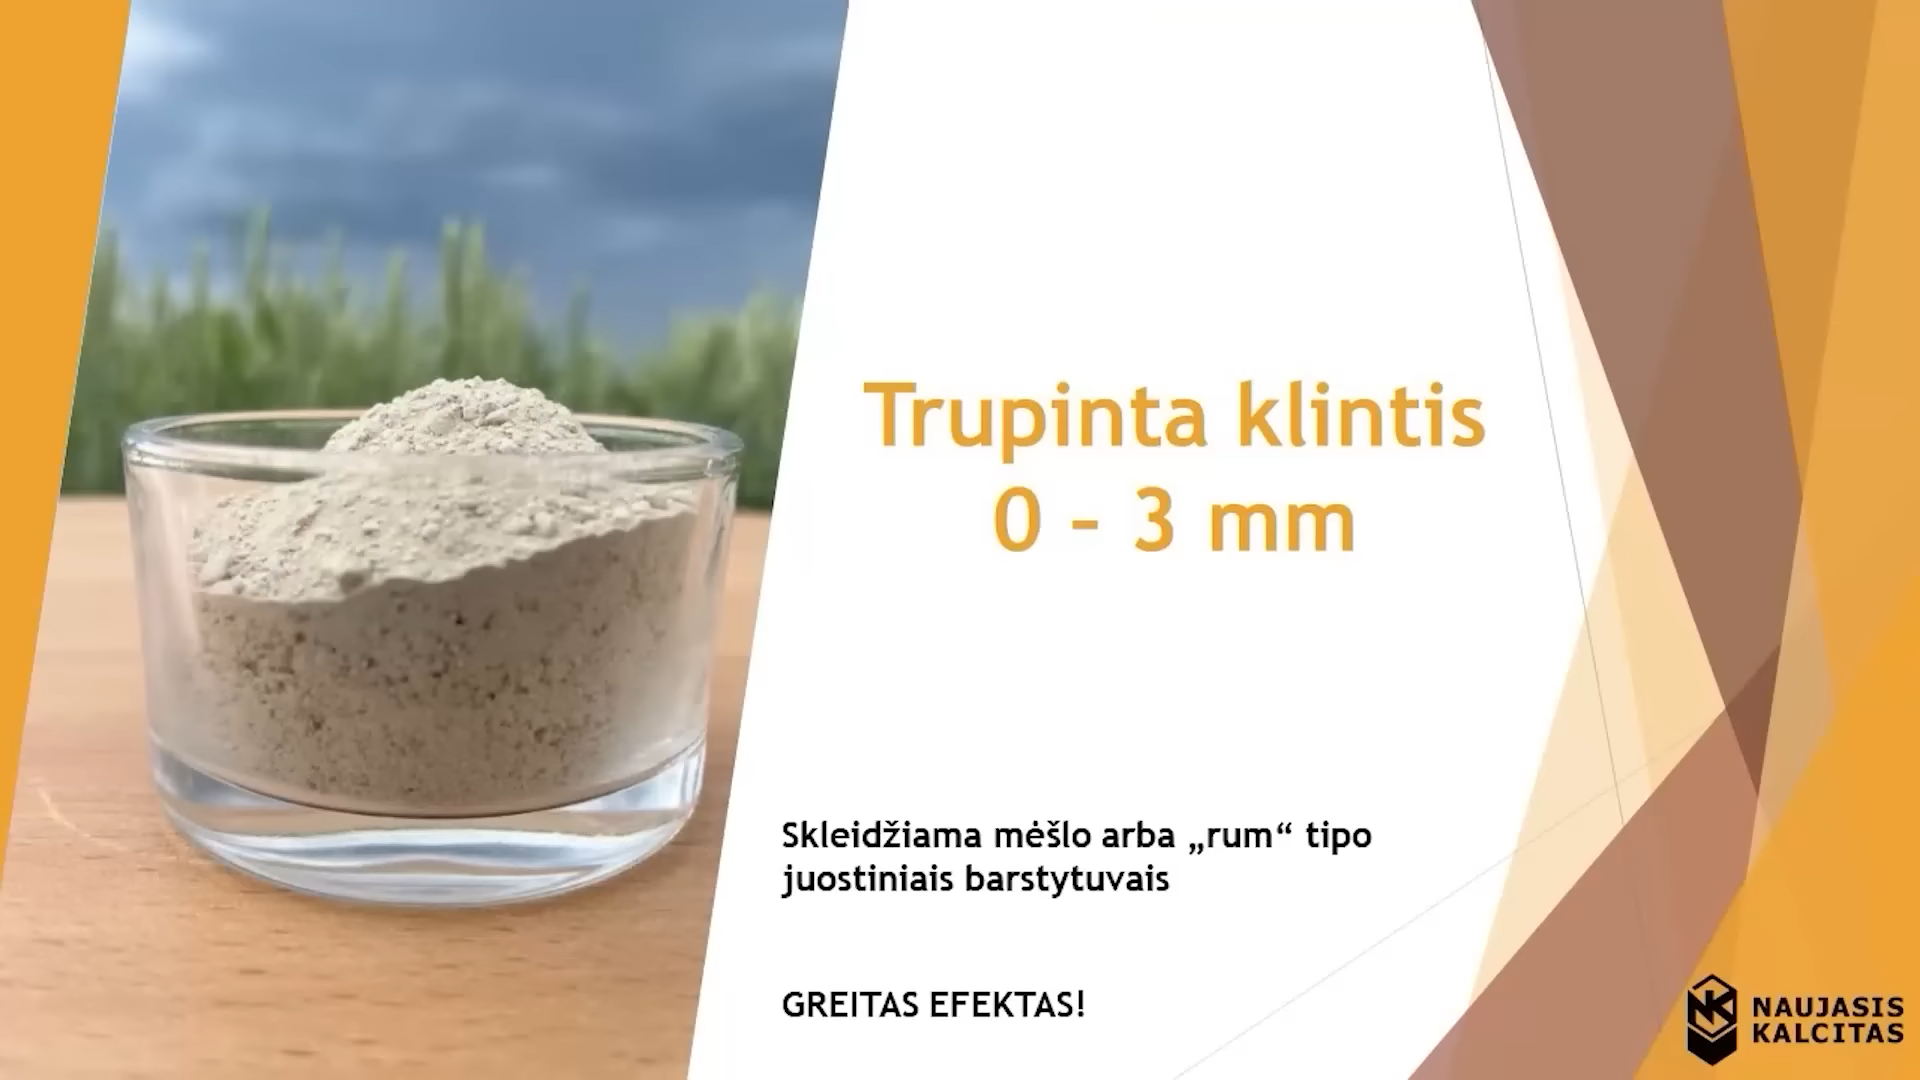 Trupinta klintis
0 - 3 mm
Skleidžiama mėšlo arba „rum“ tipo
juostiniais barstytuvais
GREITAS EFEKTAS!
NAUJASIS
KALCITAS